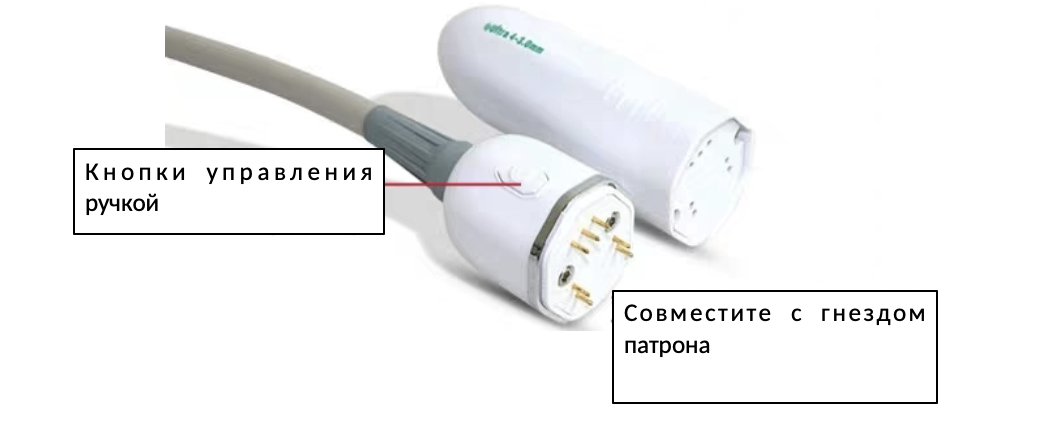 Кнопки управления
ручкой
Совместите с гнездом
патрона